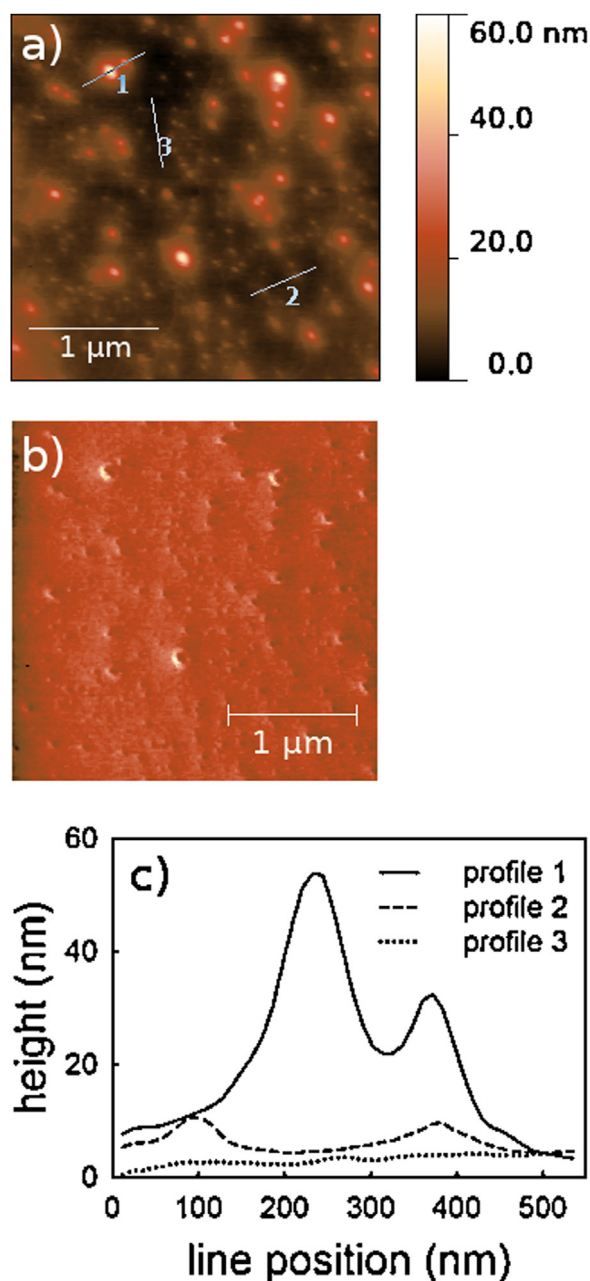 a)
60.0 nm
40.0
20.0
0.0
1
3
2
1 μm
b)
1 μm
c)
60
40
20
0
height (nm)
profile 1
profile 2
profile 3
0 100 200 300 400 500
line position (nm)